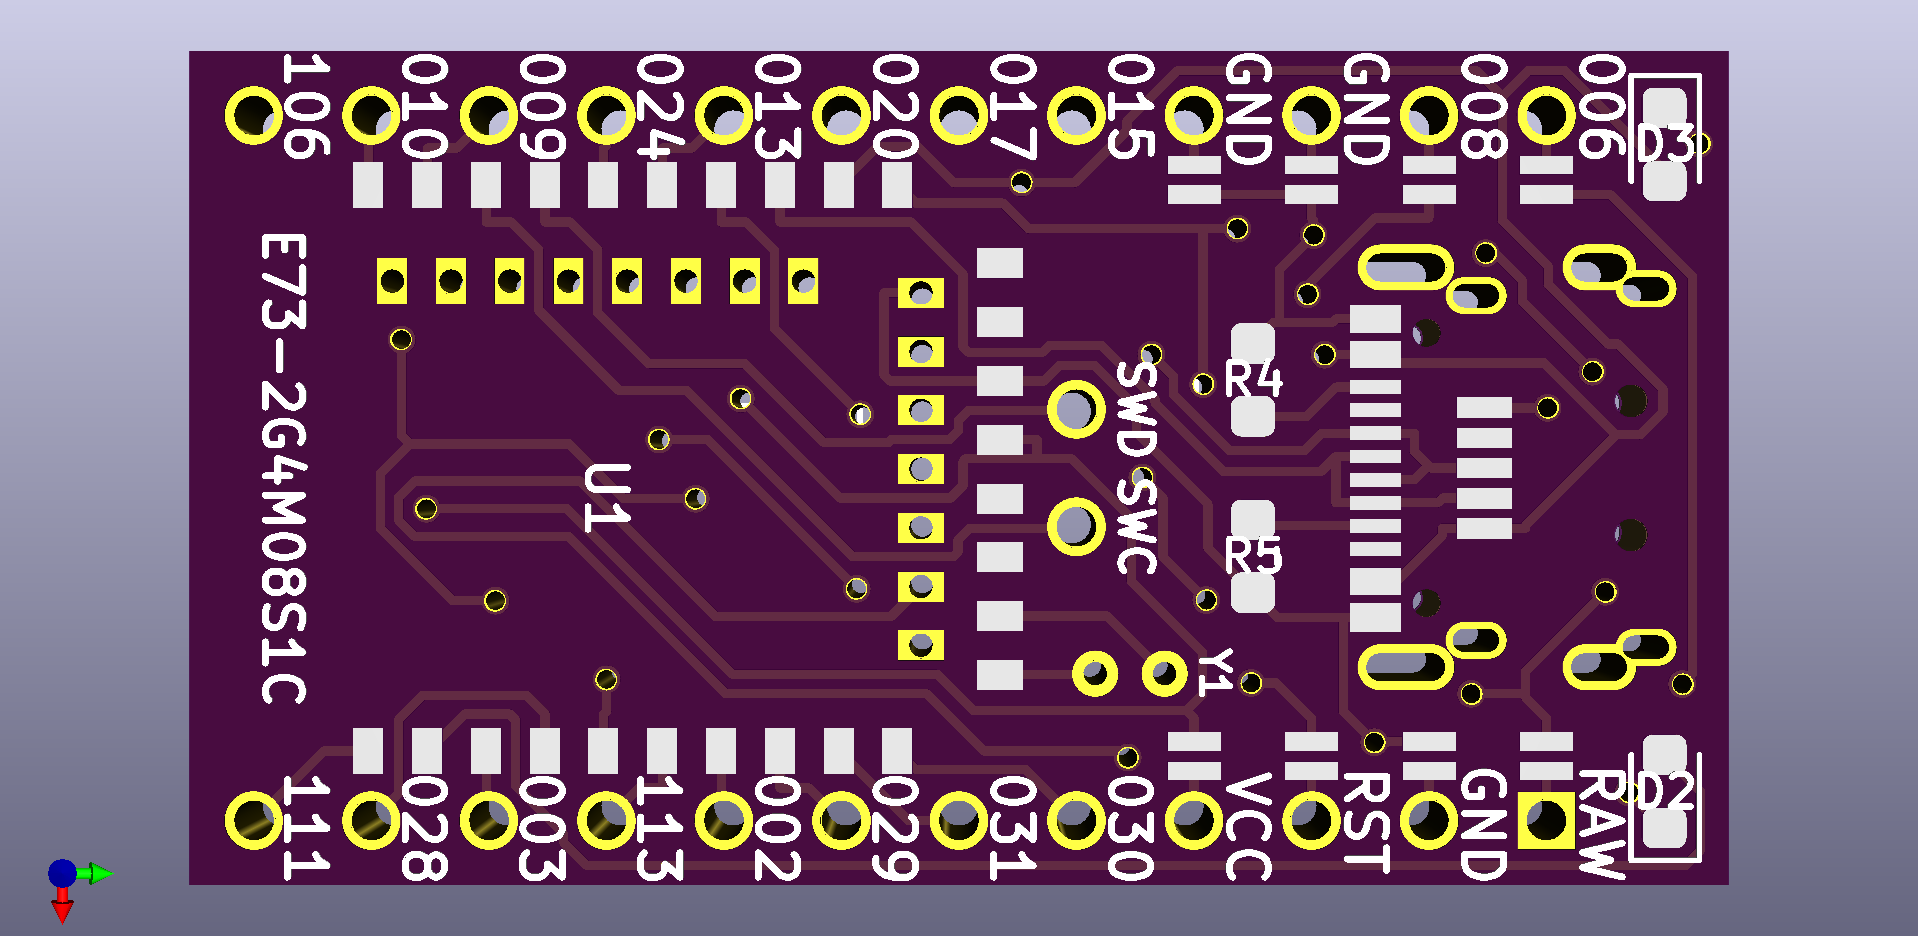 106
010
009
024
013
020
017
015
GND
GND
008
006
D3
E73-2G4M08S1C
U1
SWD
SWC
R4
R5
Y1
111
028
003
113
002
029
031
030
VCC
RST
GND
RAW
D2